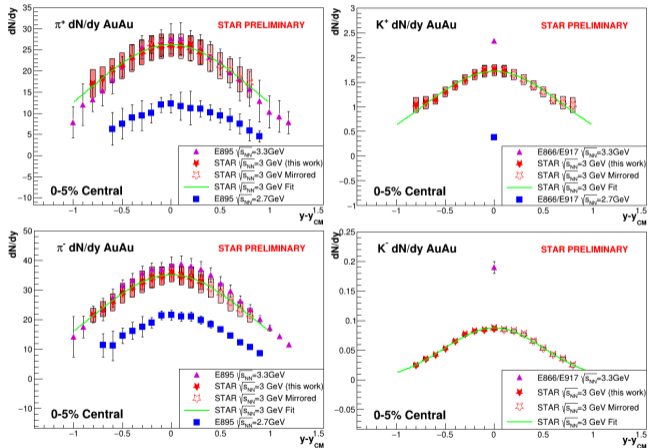 dN/dy
π⁺ dN/dy AuAu
STAR PRELIMINARY
35
30
25
20
15
10
5
0
−5
−10
E895 √sNN=3.3GeV
STAR √sNN=3 GeV (this work)
STAR √sNN=3 GeV Mirrored
STAR √sNN=3 GeV Fit
E895 √sNN=2.7GeV
0-5% Central
−1 −0.5 0 0.5 1 1.5
y-yCM
dN/dy
K⁺ dN/dy AuAu
STAR PRELIMINARY
3
2.5
2
1.5
1
0.5
0
−0.5
−1
E866/E917 √sNN=3.3GeV
STAR √sNN=3 GeV (this work)
STAR √sNN=3 GeV Mirrored
STAR √sNN=3 GeV Fit
E866/E917 √sNN=2.7GeV
0-5% Central
−1 −0.5 0 0.5 1 1.5
y-yCM
dN/dy
π⁻ dN/dy AuAu
STAR PRELIMINARY
50
40
30
20
10
0
−10
E895 √sNN=3.3GeV
STAR √sNN=3 GeV (this work)
STAR √sNN=3 GeV Mirrored
STAR √sNN=3 GeV Fit
E895 √sNN=2.7GeV
0-5% Central
−1 −0.5 0 0.5 1 1.5
y-yCM
dN/dy
K⁻ dN/dy AuAu
STAR PRELIMINARY
0.25
0.2
0.15
0.1
0.05
0
−0.05
E866/E917 √sNN=3.3GeV
STAR √sNN=3 GeV (this work)
STAR √sNN=3 GeV Mirrored
STAR √sNN=3 GeV Fit
0-5% Central
−1 −0.5 0 0.5 1 1.5
y-yCM